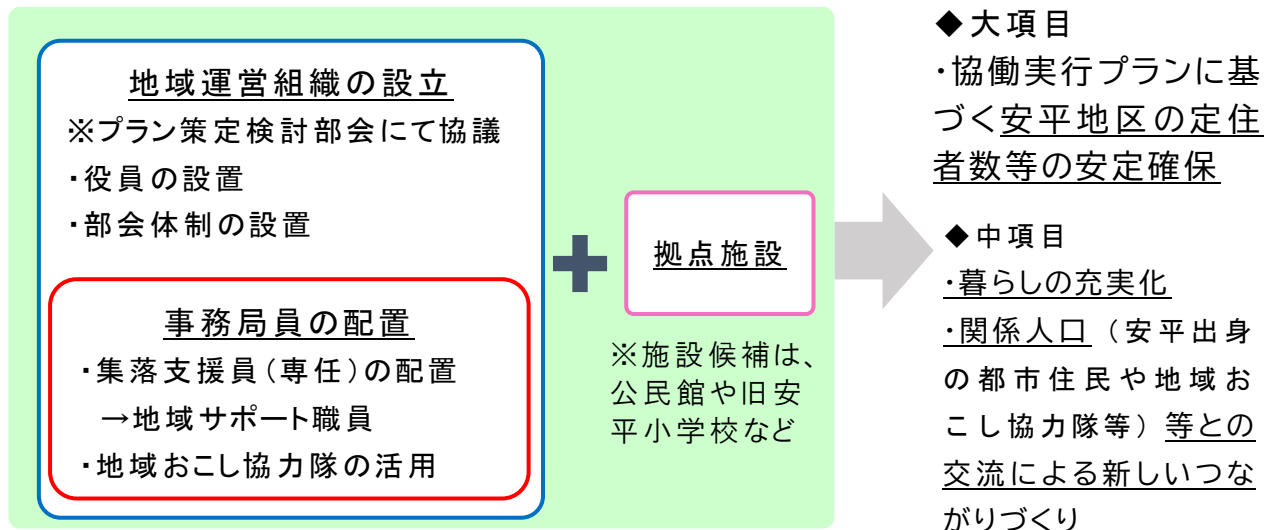 地域運営組織の設立
※プラン策定検討部会にて協議
・役員の設置
・部会体制の設置
事務局員の配置
・集落支援員（専任）の配置
→地域サポート職員
・地域おこし協力隊の活用
拠点施設
※施設候補は、
公民館や旧安
平小学校など
◆大項目
・協働実行プランに基
づく安平地区の定住
者数等の安定確保
◆中項目
・暮らしの充実化
・関係人口（安平出身
の都市住民や地域お
こし協力隊等）等との
交流による新しいつな
がりづくり